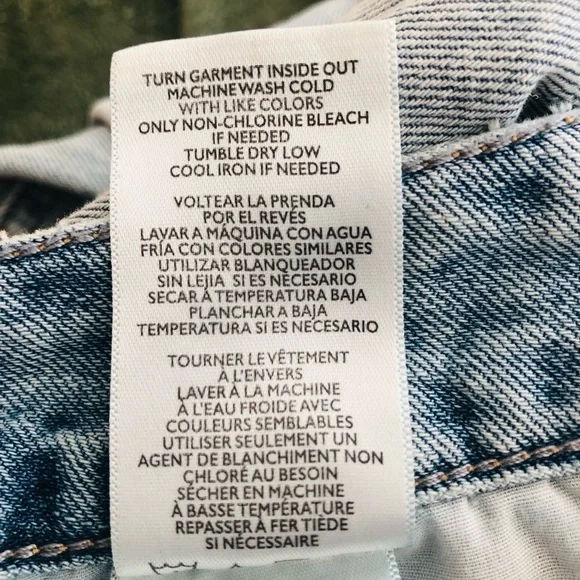 TURN GARMENT INSIDE OUT
MACHINE WASH COLD
WITH LIKE COLORS
ONLY NON-CHLORINE BLEACH
IF NEEDED
TUMBLE DRY LOW
COOL IRON IF NEEDED
VOLTEAR LA PRENDA
POR EL REVÉS
LAVAR A MÁQUINA CON AGUA
FRÍA CON COLORES SIMILARES
UTILIZAR BLANQUEADOR
SIN LEJIA SI ES NECESARIO
SECAR A TEMPERATURA BAJA
PLANCHAR A BAJA
TEMPERATURA SI ES NECESARIO
TOURNER LE VÊTEMENT
À L'ENVERS
LAVER À LA MACHINE
À L'EAU FROIDE AVEC
COULEURS SEMBLABLES
UTILISER SEULEMENT UN
AGENT DE BLANCHIMENT NON
CHLORÉ AU BESOIN
SÉCHER EN MACHINE
À BASSE TEMPÉRATURE
REPASSER À FER TIÈDE
SI NÉCESSAIRE